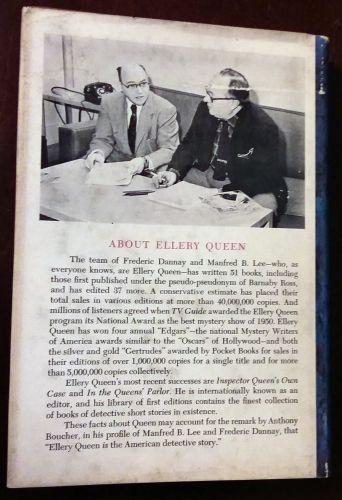 ABOUT ELLERY QUEEN
The team of Frederic Dannay and Manfred B. Lee—who, as
everyone knows, are Ellery Queen—has written 51 books, including
those first published under the pseudo-pseudonym of Barnaby Ross,
and has edited 37 more. A conservative estimate has placed their
total sales in various editions at more than 40,000,000 copies. And
millions of listeners agreed when TV Guide awarded the Ellery Queen
program its National Award as the best mystery show of 1950. Ellery
Queen has won four annual "Edgars"—the national Mystery Writers
of America awards similar to the "Oscars" of Hollywood—and both
the silver and gold "Gertrudes" awarded by Pocket Books for sales in
their editions of over 1,000,000 copies for a single title and for more
than 5,000,000 copies collectively.
Ellery Queen's most recent successes are Inspector Queen's Own
Case and In the Queens' Parlor. He is internationally known as an
editor, and his library of first editions contains the finest collection
of books of detective short stories in existence.
These facts about Queen may account for the remark by Anthony
Boucher, in his profile of Manfred B. Lee and Frederic Dannay, that
"Ellery Queen is the American detective story."